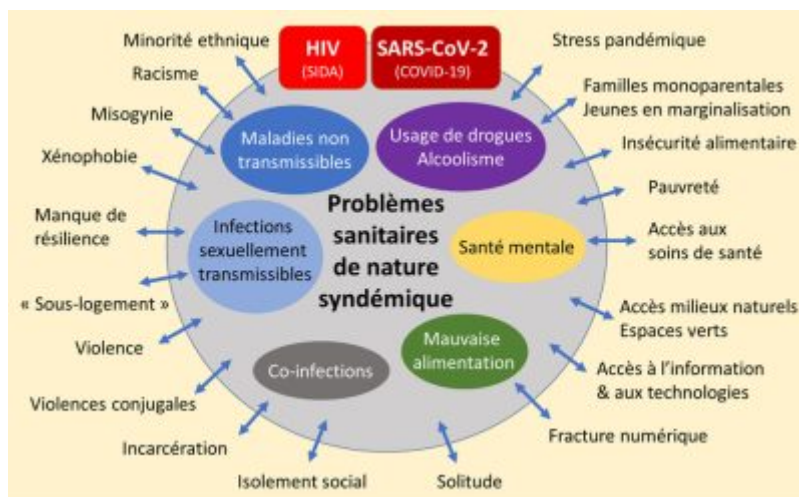 HIV
(SIDA)
SARS-CoV-2
(COVID-19)
Minorité ethnique
Racisme
Misogynie
Xénophobie
Manque de
résilience
« Sous-logement »
Violence
Violences conjugales
Incarcération
Isolement social
Solitude
Stress pandémique
Familles monoparentales
Jeunes en marginalisation
Insécurité alimentaire
Pauvreté
Accès aux
soins de santé
Accès milieux naturels
Espaces verts
Accès à l'information
& aux technologies
Fracture numérique
Maladies non
transmissibles
Usage de drogues
Alcoolisme
Infections
sexuellement
transmissibles
Problèmes
sanitaires
de nature
syndémique
Santé mentale
Mauvaise
alimentation
Co-infections